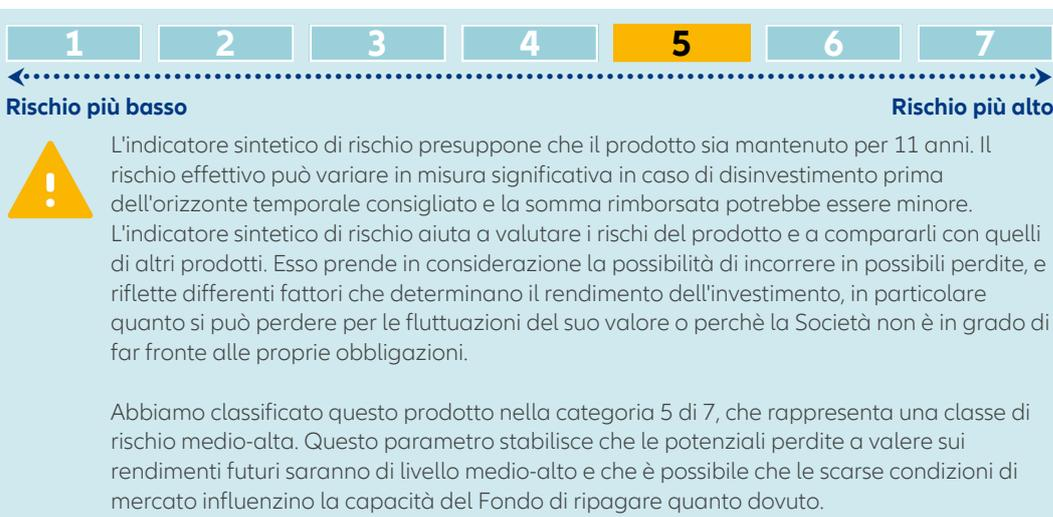 1 2 3 4 5 6 7
Rischio più basso Rischio più alto
L'indicatore sintetico di rischio presuppone che il prodotto sia mantenuto per 11 anni. Il
rischio effettivo può variare in misura significativa in caso di disinvestimento prima
dell'orizzonte temporale consigliato e la somma rimborsata potrebbe essere minore.
L'indicatore sintetico di rischio aiuta a valutare i rischi del prodotto e a compararli con quelli
di altri prodotti. Esso prende in considerazione la possibilità di incorrere in possibili perdite, e
riflette differenti fattori che determinano il rendimento dell'investimento, in particolare
quanto si può perdere per le fluttuazioni del suo valore o perchè la Società non è in grado di
far fronte alle proprie obbligazioni.
Abbiamo classificato questo prodotto nella categoria 5 di 7, che rappresenta una classe di
rischio medio-alta. Questo parametro stabilisce che le potenziali perdite a valere sui
rendimenti futuri saranno di livello medio-alto e che è possibile che le scarse condizioni di
mercato influenzino la capacità del Fondo di ripagare quanto dovuto.